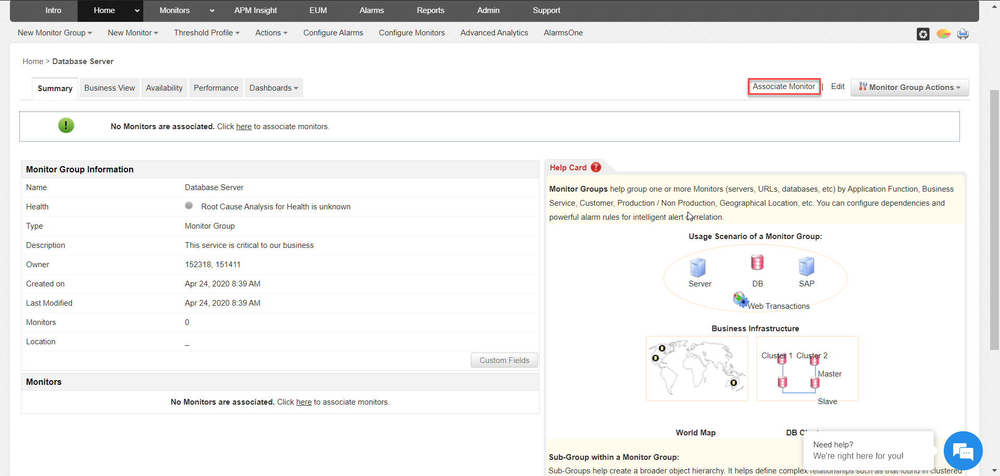 Intro Home Monitors APM Insight EUM Alarms Reports Admin Support
New Monitor Group New Monitor Threshold Profile Actions Configure Alarms Configure Monitors Advanced Analytics AlarmsOne
Home > Database Server
Summary Business View Availability Performance Dashboards Associate Monitor | Edit Monitor Group Actions
No Monitors are associated. Click here to associate monitors.
Monitor Group Information
Name Database Server
Health Root Cause Analysis for Health is unknown
Type Monitor Group
Description This service is critical to our business
Owner 152318, 151411
Created on Apr 24, 2020 8:39 AM
Last Modified Apr 24, 2020 8:39 AM
Monitors 0
Location _
Custom Fields
Monitors
No Monitors are associated. Click here to associate monitors.
Help Card ?
Monitor Groups help group one or more Monitors (servers, URLs, databases, etc) by Application Function, Business
Service, Customer, Production / Non Production, Geographical Location, etc. You can configure dependencies and
powerful alarm rules for intelligent alert correlation.
Usage Scenario of a Monitor Group:
Server DB SAP
Web Transactions
Business Infrastructure
Cluster 1 Cluster 2
Master
Slave
World Map DB
Sub-Group within a Monitor Group:
Sub-Groups help create a broader object hierarchy. It helps define complex relationships such as that found in clustered
Need help?
We're right here for you!